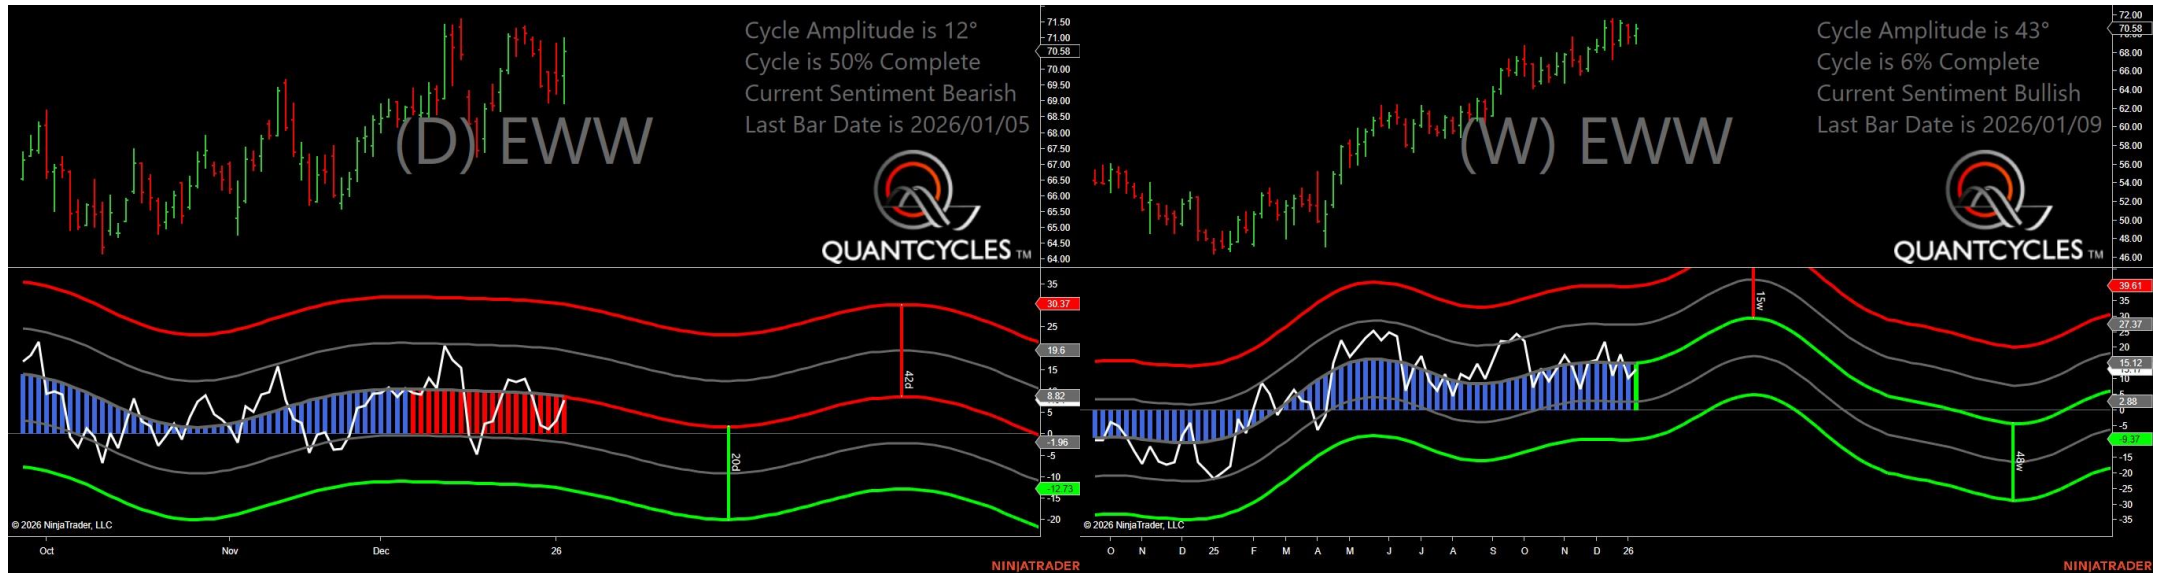 Cycle Amplitude is 12°
Cycle is 50% Complete
Current Sentiment Bearish
Last Bar Date is 2026/01/05
(D) EWW
QUANTCYCLES TM
71.50
71.00
70.58
70.00
69.50
69.00
68.50
68.00
67.50
67.00
66.50
66.00
65.50
65.00
64.50
64.00
35
30.37
25
19.6
15
8.82
5
0
-1.96
-5
-10
-12.73
-15
-20
42d
20d
© 2026 NinjaTrader, LLC
Oct Nov Dec 26
NINJATRADER
Cycle Amplitude is 43°
Cycle is 6% Complete
Current Sentiment Bullish
Last Bar Date is 2026/01/09
(W) EWW
QUANTCYCLES TM
72.00
70.58
68.00
66.00
64.00
62.00
60.00
58.00
56.00
54.00
52.00
50.00
48.00
46.00
39.61
35
30
27.37
20
15.12
10
2.88
0
-5
-9.37
-15
-20
-25
-30
-35
15w
48w
© 2026 NinjaTrader, LLC
O N D 25 F M A M J J A S O N D 26
NINJATRADER